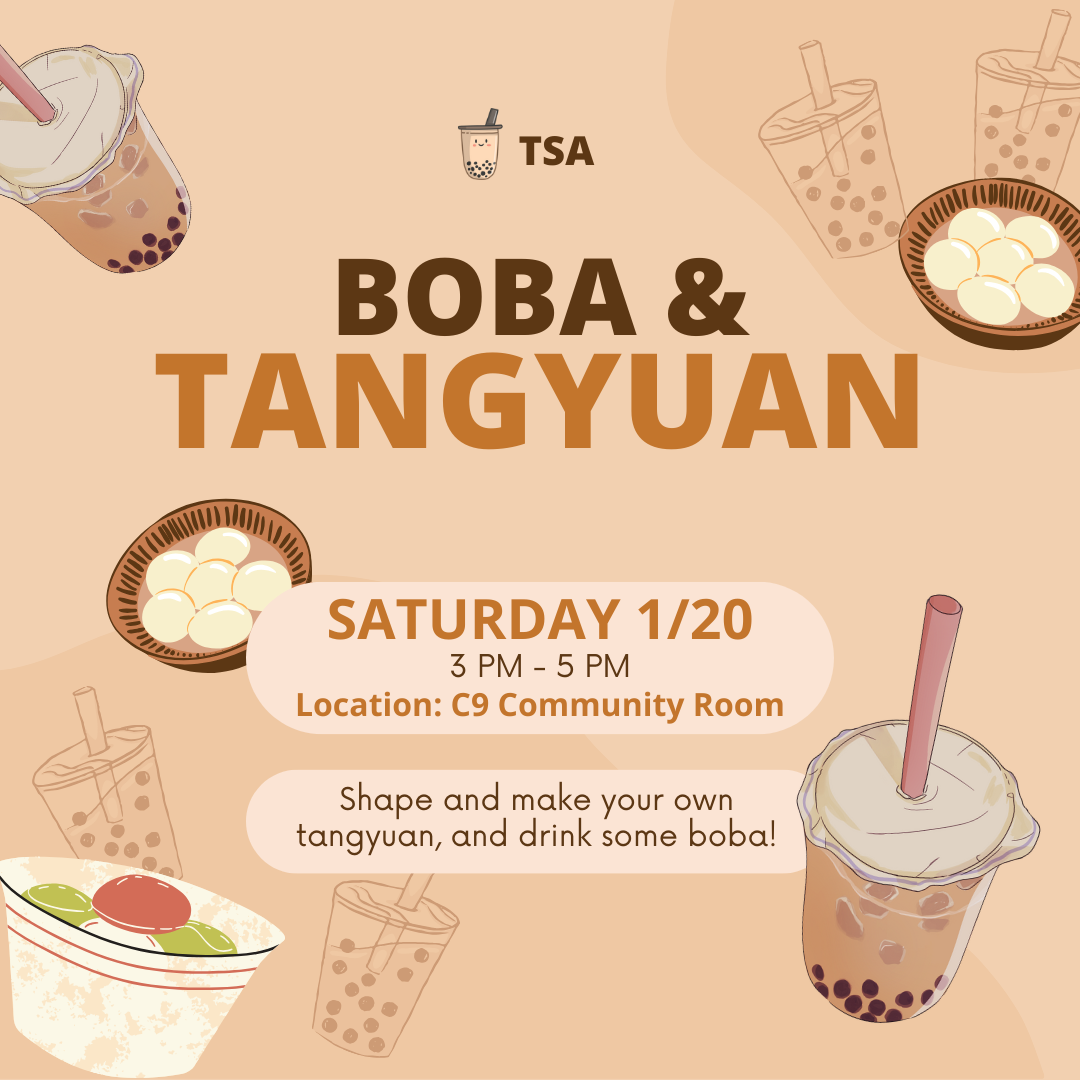 TSA
BOBA &
TANGYUAN
SATURDAY 1/20
3 PM - 5 PM
Location: C9 Community Room
Shape and make your own
tangyuan, and drink some boba!